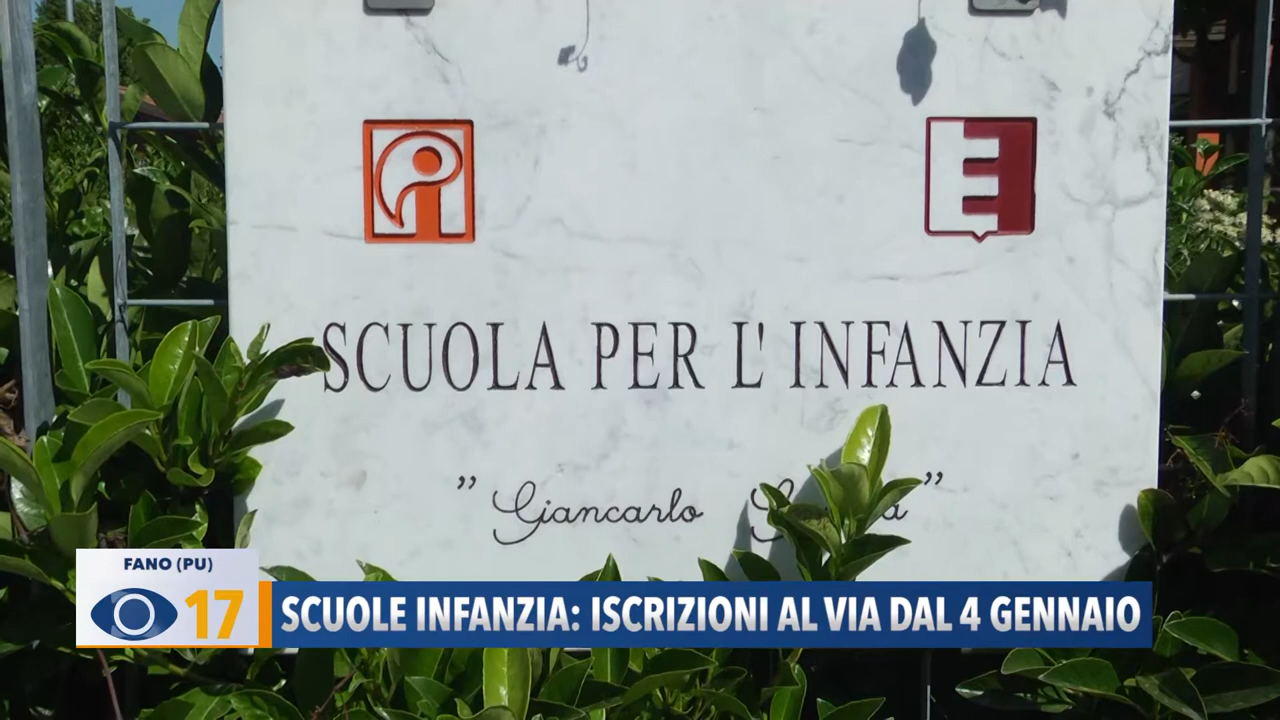 SCUOLA PER L'INFANZIA
"Giancarlo
FANO (PU)
17
SCUOLE INFANZIA: ISCRIZIONI AL VIA DAL 4 GENNAIO